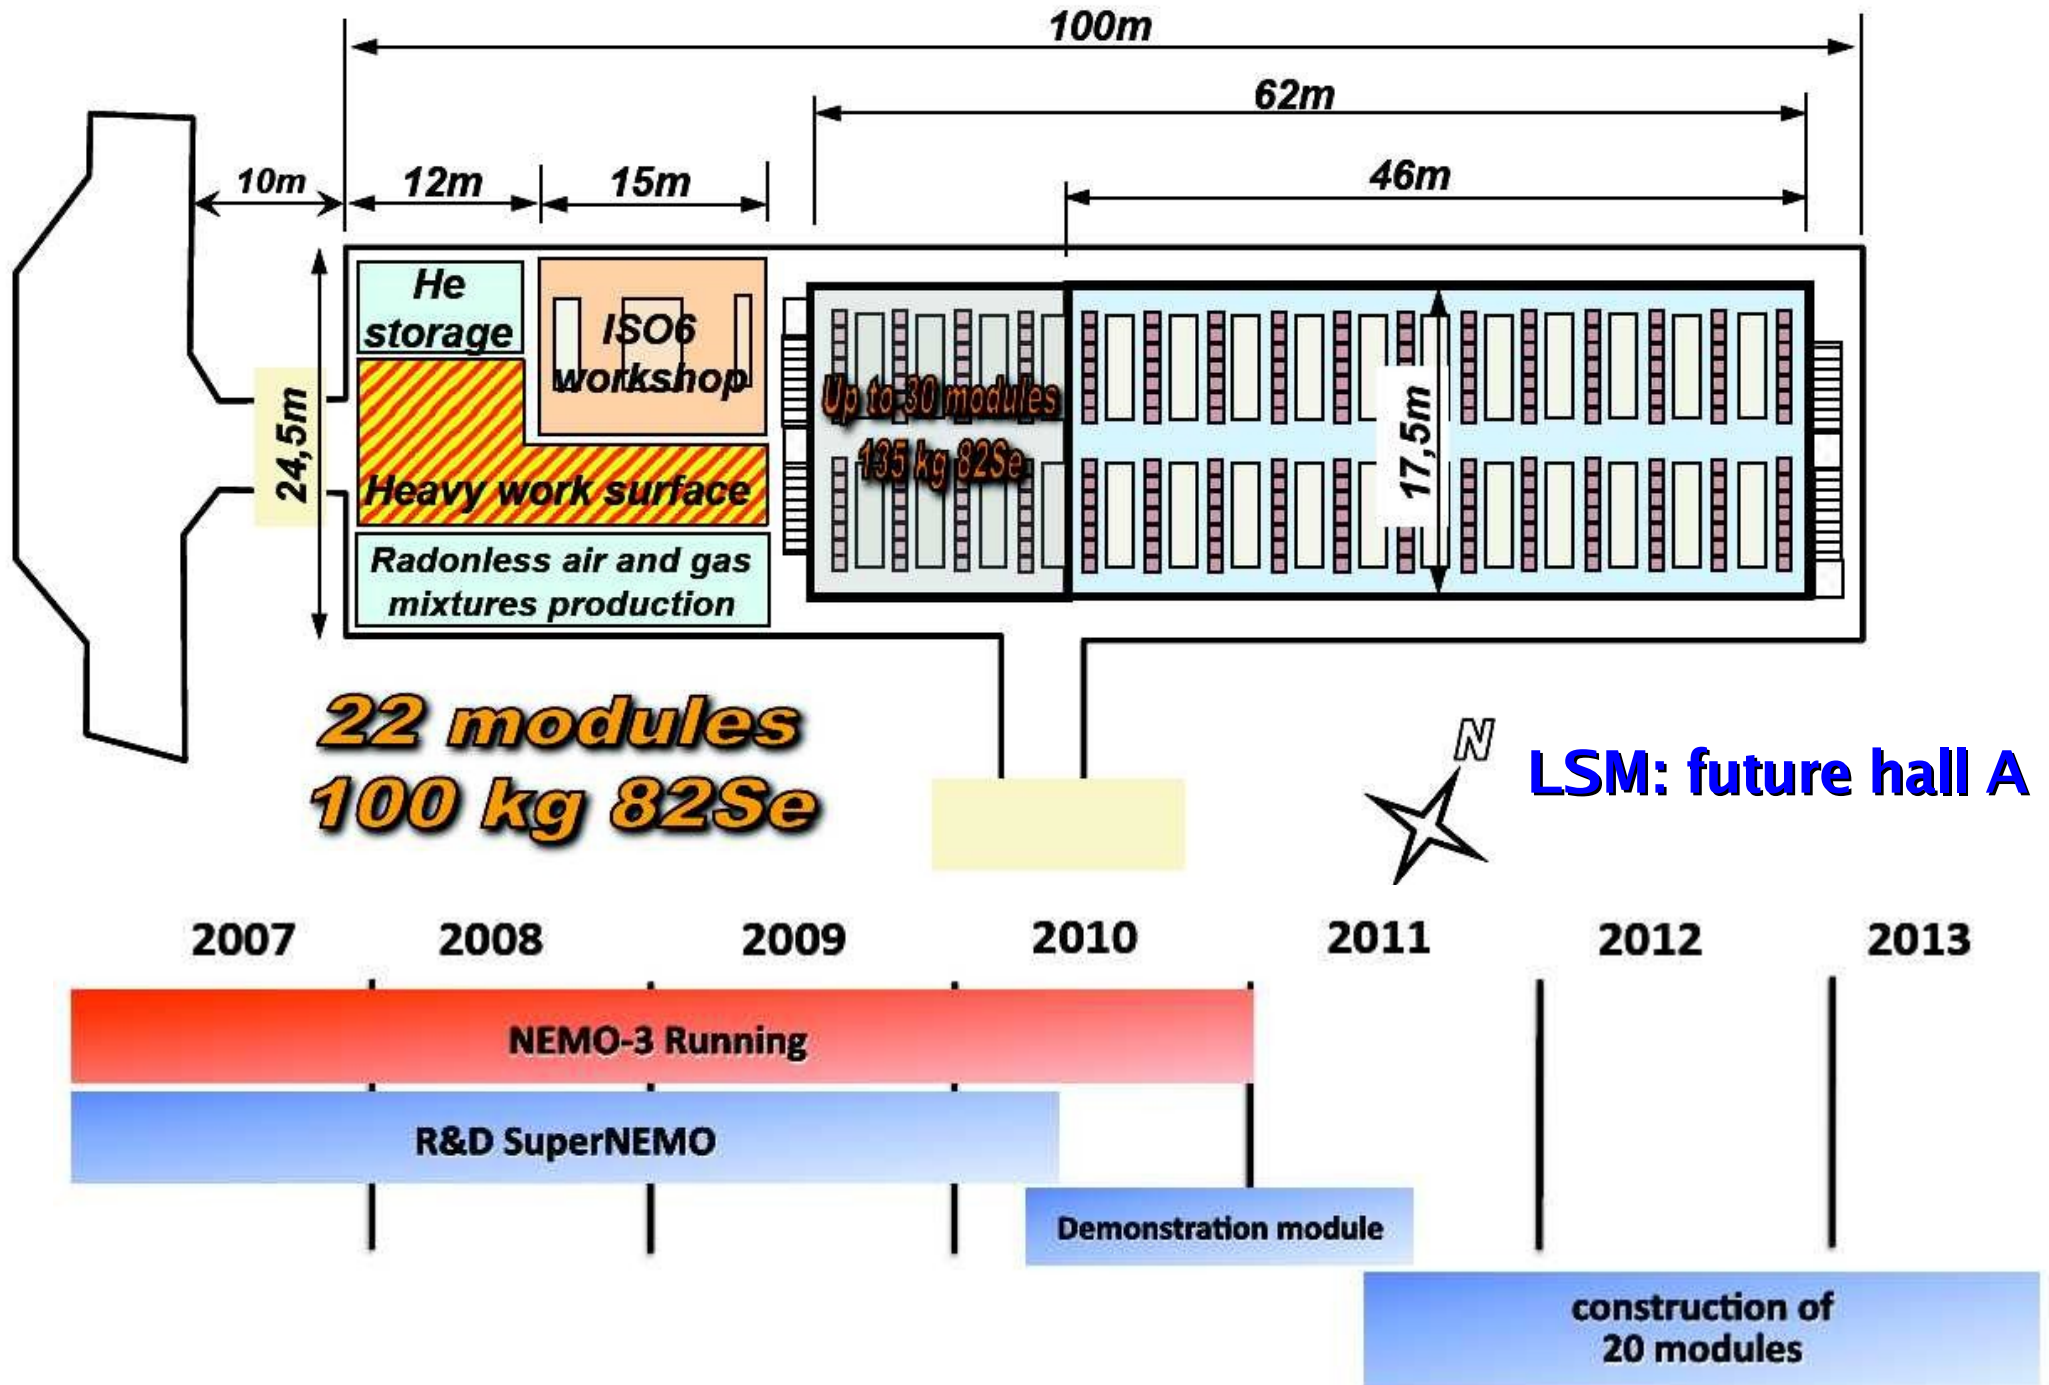 100m
62m
10m
12m
15m
46m
He
storage
ISO6
workshop
24,5m
Up to 30 modules
135 kg 82Se
17,5m
Heavy work surface
Radonless air and gas
mixtures production
22 modules
100 kg 82Se
N
LSM: future hall A
2007 2008 2009 2010 2011 2012 2013
NEMO-3 Running
R&D SuperNEMO
Demonstration module
construction of
20 modules